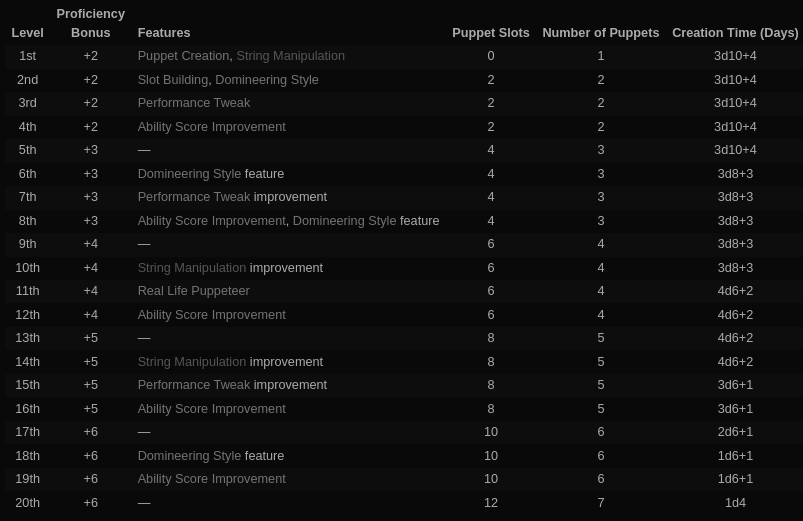 Proficiency
Level Bonus Features Puppet Slots Number of Puppets Creation Time (Days)
1st +2 Puppet Creation, String Manipulation 0 1 3d10+4
2nd +2 Slot Building, Domineering Style 2 2 3d10+4
3rd +2 Performance Tweak 2 2 3d10+4
4th +2 Ability Score Improvement 2 2 3d10+4
5th +3 — 4 3 3d10+4
6th +3 Domineering Style feature 4 3 3d8+3
7th +3 Performance Tweak improvement 4 3 3d8+3
8th +3 Ability Score Improvement, Domineering Style feature 4 3 3d8+3
9th +4 — 6 4 3d8+3
10th +4 String Manipulation improvement 6 4 3d8+3
11th +4 Real Life Puppeteer 6 4 4d6+2
12th +4 Ability Score Improvement 6 4 4d6+2
13th +5 — 8 5 4d6+2
14th +5 String Manipulation improvement 8 5 4d6+2
15th +5 Performance Tweak improvement 8 5 3d6+1
16th +5 Ability Score Improvement 8 5 3d6+1
17th +6 — 10 6 2d6+1
18th +6 Domineering Style feature 10 6 1d6+1
19th +6 Ability Score Improvement 10 6 1d6+1
20th +6 — 12 7 1d4